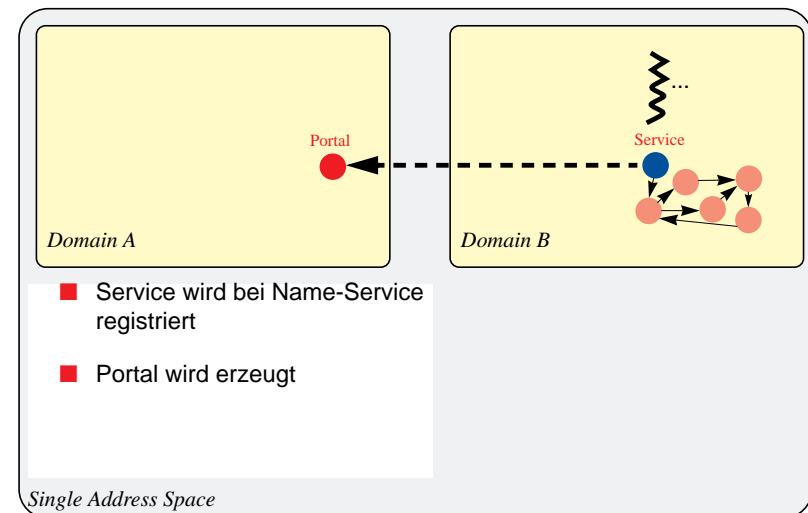 ...
Portal
Service
Domain A
Domain B
Service wird bei Name-Service
registriert
Portal wird erzeugt
Single Address Space